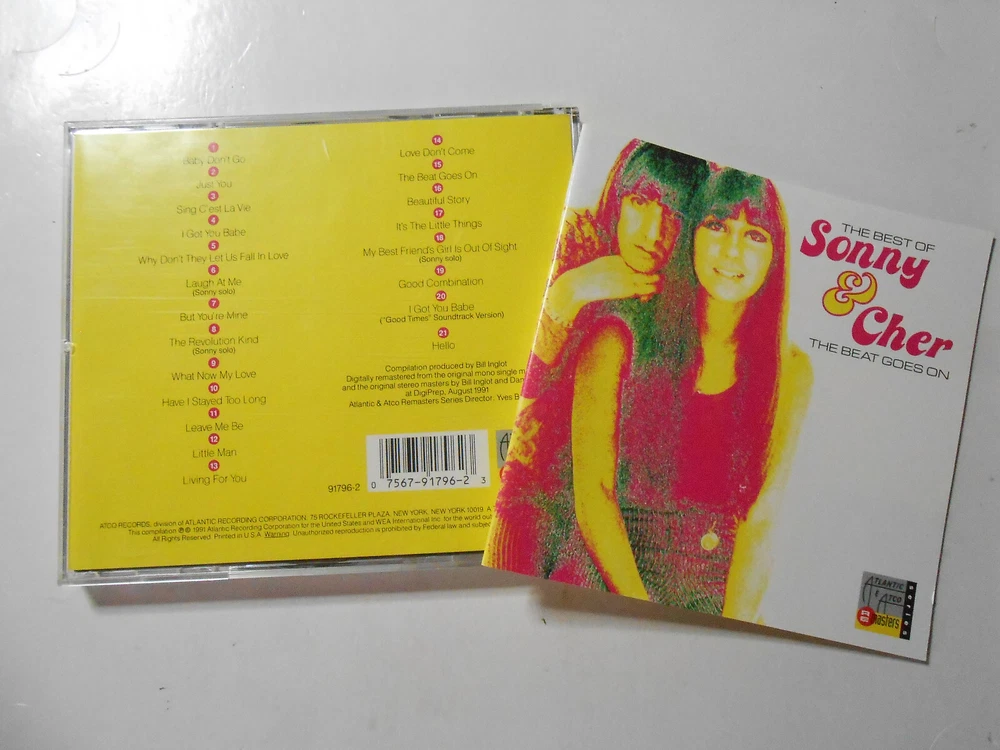 1
Baby Don't Go
2
Just You
3
Sing C'est La Vie
4
I Got You Babe
5
Why Don't They Let Us Fall In Love
6
Laugh At Me
(Sonny solo)
7
But You're Mine
8
The Revolution Kind
(Sonny solo)
9
What Now My Love
10
Have I Stayed Too Long
11
Leave Me Be
12
Little Man
13
Living For You
14
Love Don't Come
15
The Beat Goes On
16
Beautiful Story
17
It's The Little Things
18
My Best Friend's Girl Is Out Of Sight
(Sonny solo)
19
Good Combination
20
I Got You Babe
("Good Times" Soundtrack Version)
21
Hello
Compilation produced by Bill Inglot
Digitally remastered from the original mono single m
and the original stereo masters by Bill Inglot and Dan
at DigiPrep, August 1991
Atlantic & Atco Remasters Series Director: Yves B
91796-2
0 7567-91796-2 3
ATCO RECORDS, division of ATLANTIC RECORDING CORPORATION, 75 ROCKEFELLER PLAZA, NEW YORK, NEW YORK 10019. A
This compilation ℗ © 1991 Atlantic Recording Corporation for the United States and WEA International Inc. for the world out
All Rights Reserved. Printed in U.S.A. Warning: Unauthorized reproduction is prohibited by Federal law and subje
THE BEST OF
Sonny
&
Cher
THE BEAT GOES ON
ATLANTIC
& ATCO
remasters
series